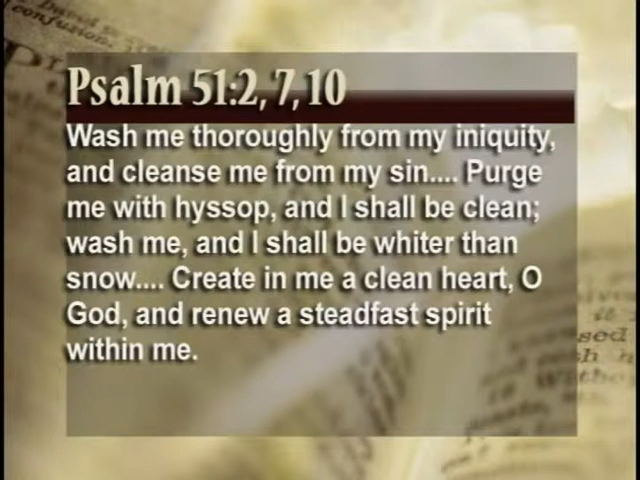 Psalm 51:2, 7, 10
Wash me thoroughly from my iniquity,
and cleanse me from my sin.... Purge
me with hyssop, and I shall be clean;
wash me, and I shall be whiter than
snow.... Create in me a clean heart, O
God, and renew a steadfast spirit
within me.
confusion.